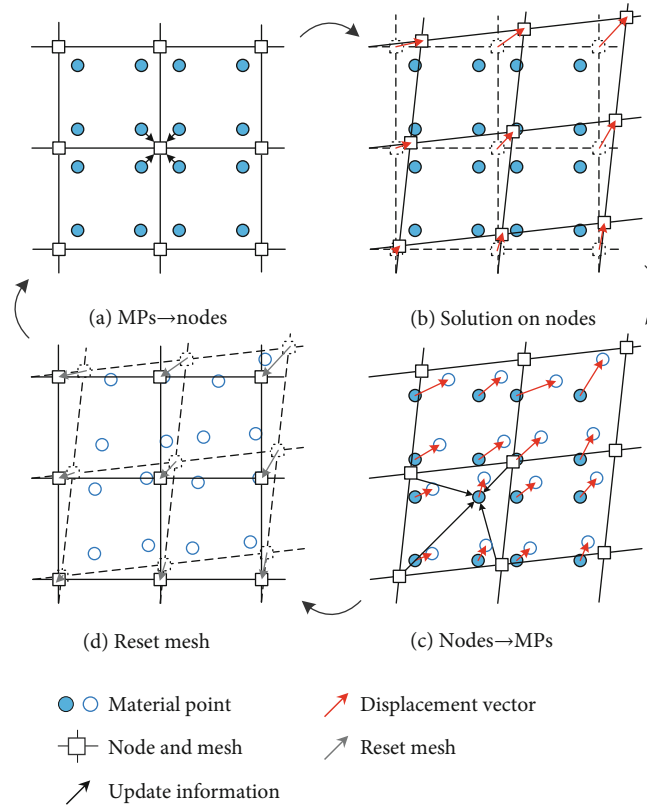 (a) MPs→nodes
(b) Solution on nodes
(d) Reset mesh
(c) Nodes→MPs
Material point
Displacement vector
Node and mesh
Reset mesh
Update information